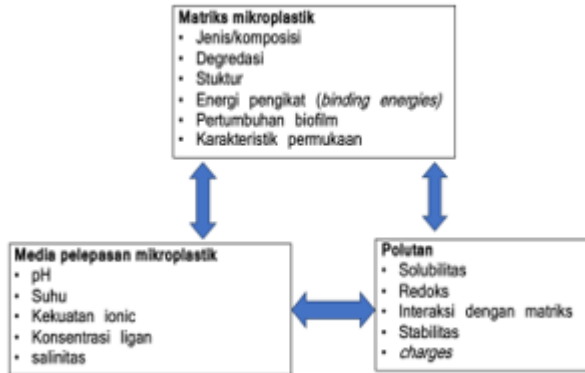 Matriks mikroplastik
• Jenis/komposisi
• Degredasi
• Stuktur
• Energi pengikat (binding energies)
• Pertumbuhan biofilm
• Karakteristik permukaan
Media pelepasan mikroplastik
• pH
• Suhu
• Kekuatan ionic
• Konsentrasi ligan
• salinitas
Polutan
• Solubilitas
• Redoks
• Interaksi dengan matriks
• Stabilitas
• charges